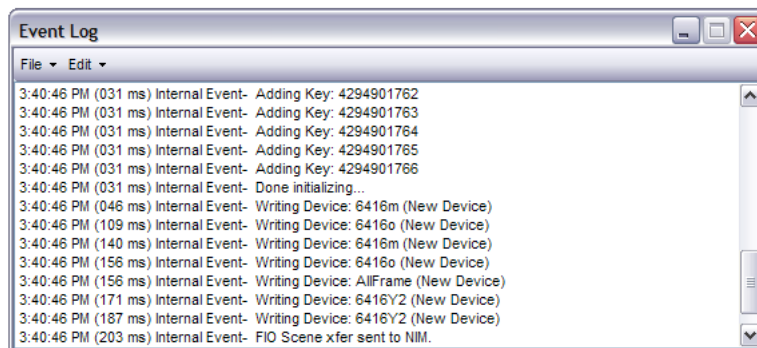 Event Log
File Edit
3:40:46 PM (031 ms) Internal Event- Adding Key: 4294901762
3:40:46 PM (031 ms) Internal Event- Adding Key: 4294901763
3:40:46 PM (031 ms) Internal Event- Adding Key: 4294901764
3:40:46 PM (031 ms) Internal Event- Adding Key: 4294901765
3:40:46 PM (031 ms) Internal Event- Adding Key: 4294901766
3:40:46 PM (031 ms) Internal Event- Done initializing...
3:40:46 PM (046 ms) Internal Event- Writing Device: 6416m (New Device)
3:40:46 PM (109 ms) Internal Event- Writing Device: 6416o (New Device)
3:40:46 PM (140 ms) Internal Event- Writing Device: 6416m (New Device)
3:40:46 PM (156 ms) Internal Event- Writing Device: 6416o (New Device)
3:40:46 PM (156 ms) Internal Event- Writing Device: AllFrame (New Device)
3:40:46 PM (171 ms) Internal Event- Writing Device: 6416Y2 (New Device)
3:40:46 PM (187 ms) Internal Event- Writing Device: 6416Y2 (New Device)
3:40:46 PM (203 ms) Internal Event- FIO Scene xfer sent to NIM.